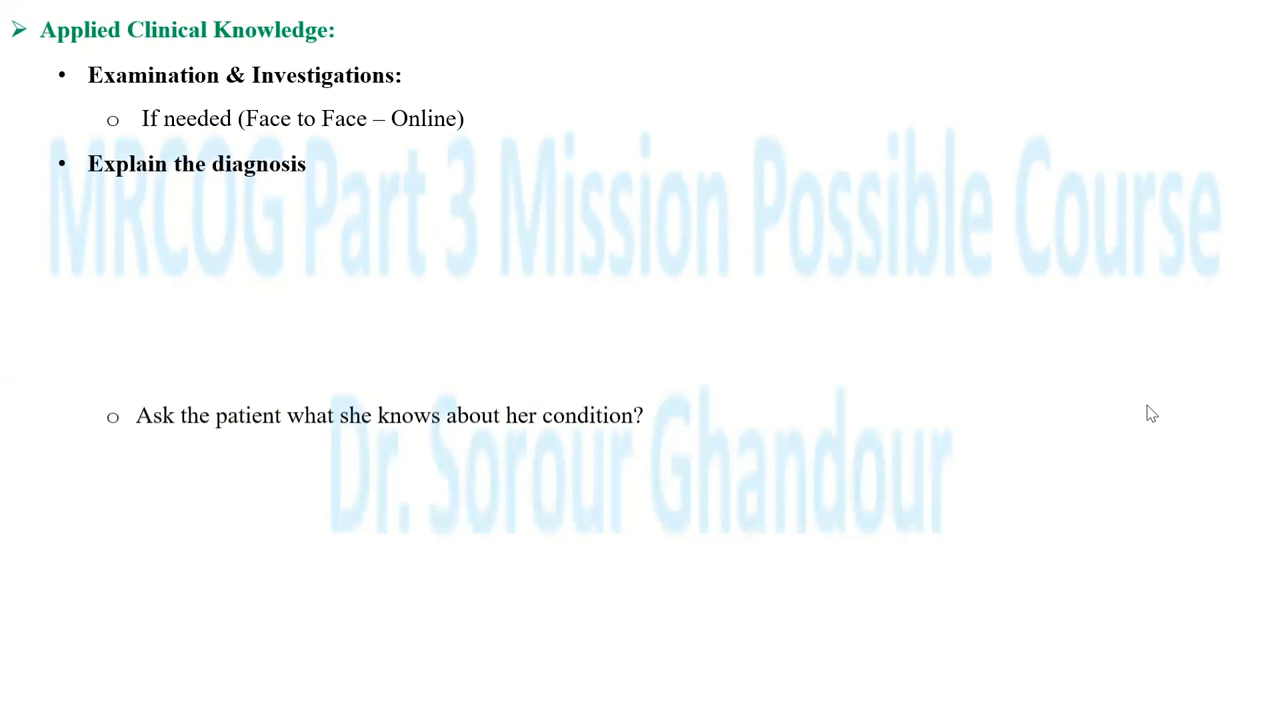 ➢ Applied Clinical Knowledge:
• Examination & Investigations:
o If needed (Face to Face – Online)
• Explain the diagnosis
MRCOG Part 3 Mission Possible Course
o Ask the patient what she knows about her condition?
Dr. Sorour Ghandour